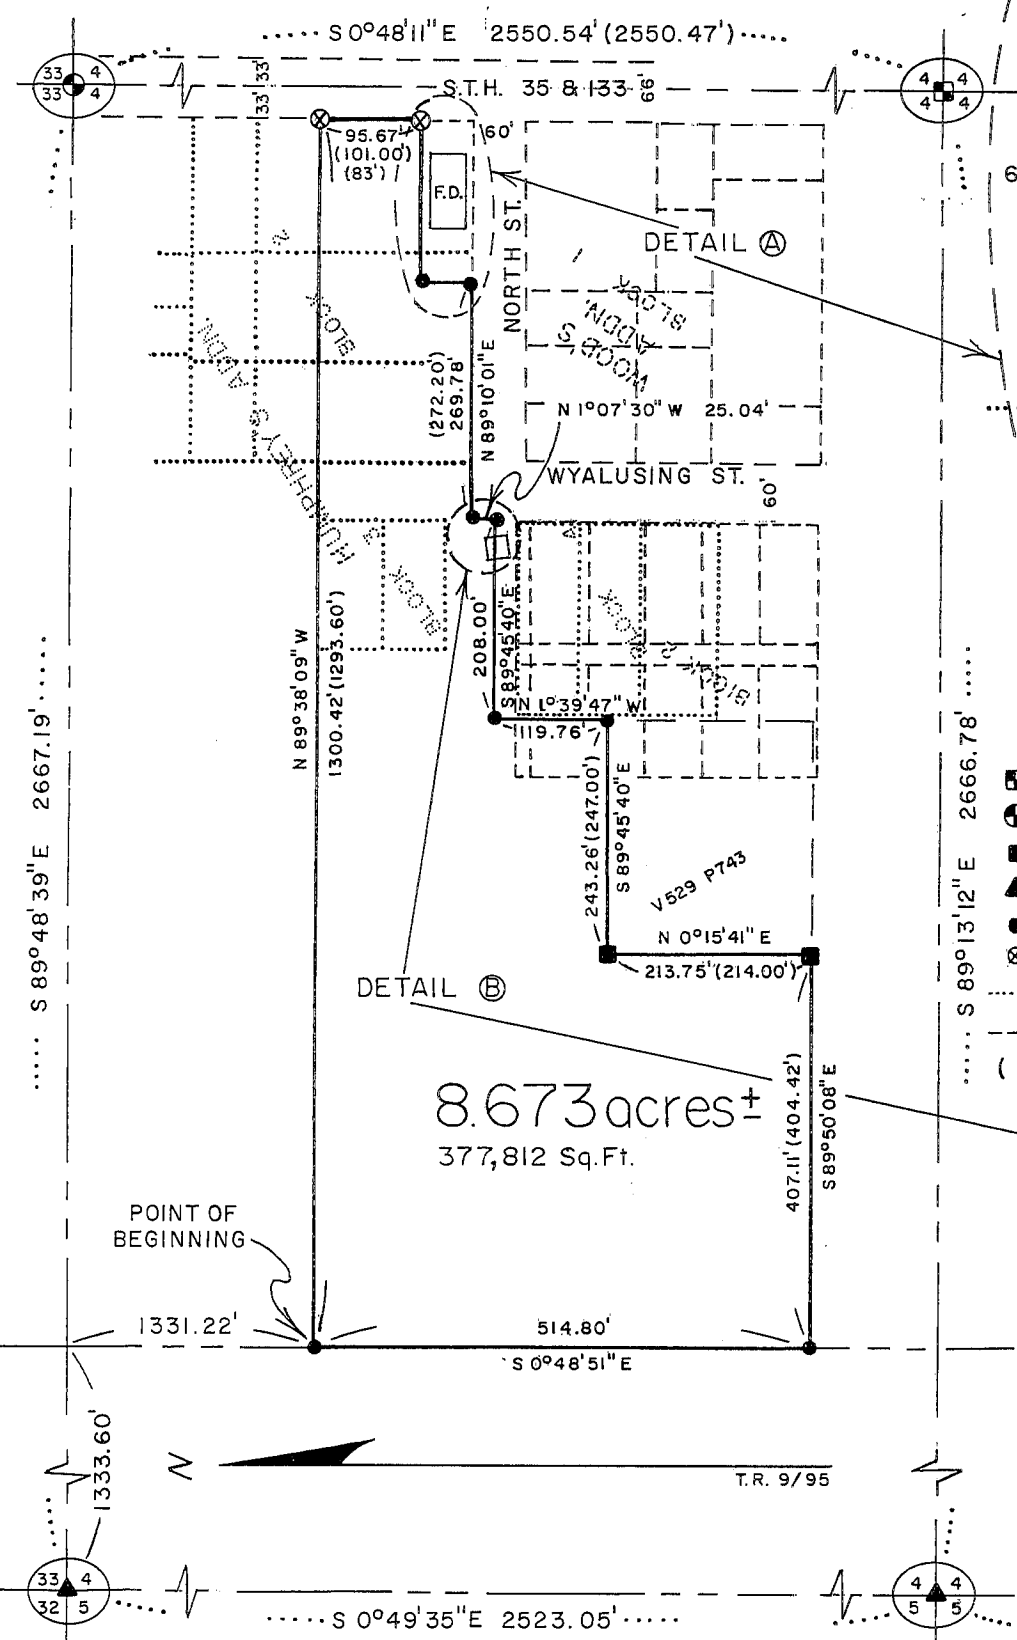 S 0°48'11" E 2550.54' (2550.47')
33 4
33 4
33' 33'
S.T.H. 35 & 133
66'
4 4
4 4
95.67'
(101.00')
(83')
60'
F.D.
NORTH ST.
DETAIL A
6
2
BLOCK
HUMPHREY'S ADDN.
1
BLOCK
WOOD'S
ADDN.
(272.20')
269.78'
N 89°10'01" E
N 1°07'30" W 25.04'
WYALUSING ST.
60'
3
BLOCK
A
BLOCK
208.00'
S 89°45'40" E
N 89°38'09" W
1300.42' (1293.60')
N 1°39'47" W
119.76'
243.26' (247.00')
S 89°45'40" E
V529 P743
N 0°15'41" E
213.75' (214.00')
S 89°48'39" E 2667.19'
S 89°13'12" E 2666.78'
DETAIL B
8.673 acres ±
377,812 Sq.Ft.
407.11' (404.42')
S 89°50'08" E
(
POINT OF
BEGINNING
1331.22'
514.80'
S 0°48'51" E
1333.60'
N
T.R. 9/95
33 4
32 5
4 4
5 5
S 0°49'35" E 2523.05'